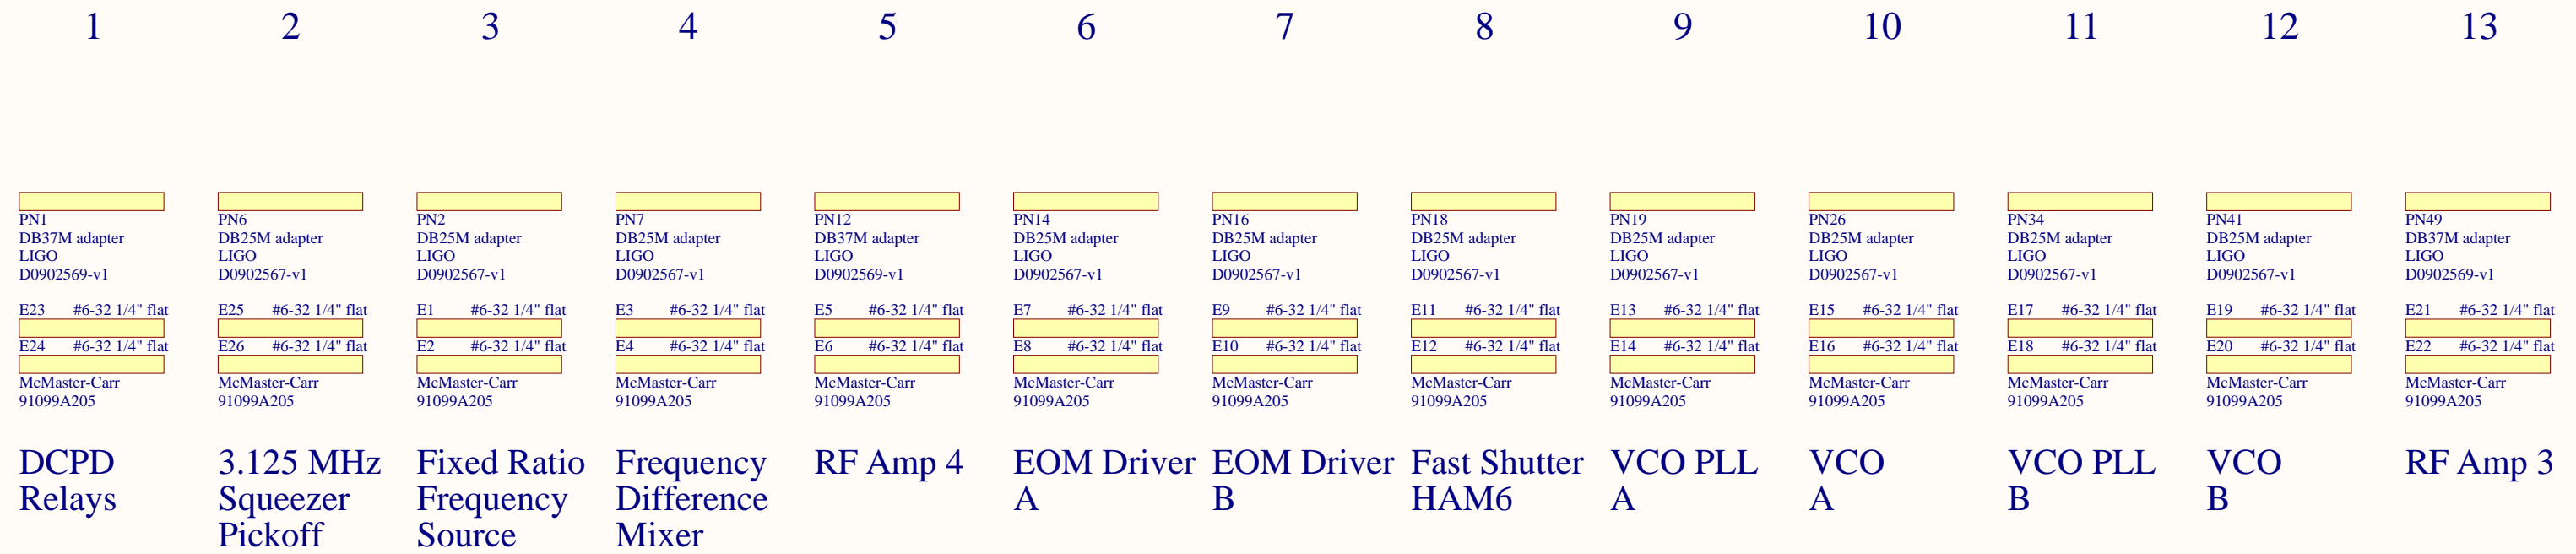 1 2 3 4 5 6 7 8 9 10 11 12 13
PN1 PN6 PN2 PN7 PN12 PN14 PN16 PN18 PN19 PN26 PN34 PN41 PN49
DB37M adapter DB25M adapter DB25M adapter DB25M adapter DB37M adapter DB25M adapter DB25M adapter DB25M adapter DB25M adapter DB25M adapter DB25M adapter DB25M adapter DB37M adapter
LIGO LIGO LIGO LIGO LIGO LIGO LIGO LIGO LIGO LIGO LIGO LIGO LIGO
D0902569-v1 D0902567-v1 D0902567-v1 D0902567-v1 D0902569-v1 D0902567-v1 D0902567-v1 D0902567-v1 D0902567-v1 D0902567-v1 D0902567-v1 D0902567-v1 D0902569-v1
E23 #6-32 1/4" flat E25 #6-32 1/4" flat E1 #6-32 1/4" flat E3 #6-32 1/4" flat E5 #6-32 1/4" flat E7 #6-32 1/4" flat E9 #6-32 1/4" flat E11 #6-32 1/4" flat E13 #6-32 1/4" flat E15 #6-32 1/4" flat E17 #6-32 1/4" flat E19 #6-32 1/4" flat E21 #6-32 1/4" flat
E24 #6-32 1/4" flat E26 #6-32 1/4" flat E2 #6-32 1/4" flat E4 #6-32 1/4" flat E6 #6-32 1/4" flat E8 #6-32 1/4" flat E10 #6-32 1/4" flat E12 #6-32 1/4" flat E14 #6-32 1/4" flat E16 #6-32 1/4" flat E18 #6-32 1/4" flat E20 #6-32 1/4" flat E22 #6-32 1/4" flat
McMaster-Carr McMaster-Carr McMaster-Carr McMaster-Carr McMaster-Carr McMaster-Carr McMaster-Carr McMaster-Carr McMaster-Carr McMaster-Carr McMaster-Carr McMaster-Carr McMaster-Carr
91099A205 91099A205 91099A205 91099A205 91099A205 91099A205 91099A205 91099A205 91099A205 91099A205 91099A205 91099A205 91099A205
DCPD 3.125 MHz Fixed Ratio Frequency RF Amp 4 EOM Driver EOM Driver Fast Shutter VCO PLL VCO VCO PLL VCO RF Amp 3
Relays Squeezer Frequency Difference A B HAM6 A A B B
Pickoff Source Mixer